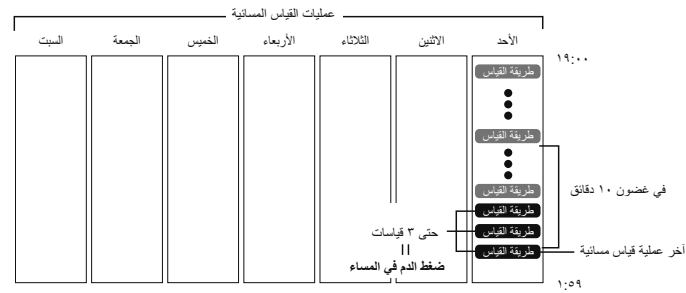 عمليات القياس المسائية
الأحد
الاثنين
الثلاثاء
الأربعاء
الخميس
الجمعة
السبت
١٩:٠٠
طريقة القياس
طريقة القياس
في غضون ١٠ دقائق
طريقة القياس
طريقة القياس
حتى ٣ قياسات
طريقة القياس
آخر عملية قياس مسائية
طريقة القياس
ضغط الدم في المساء
١:٥٩